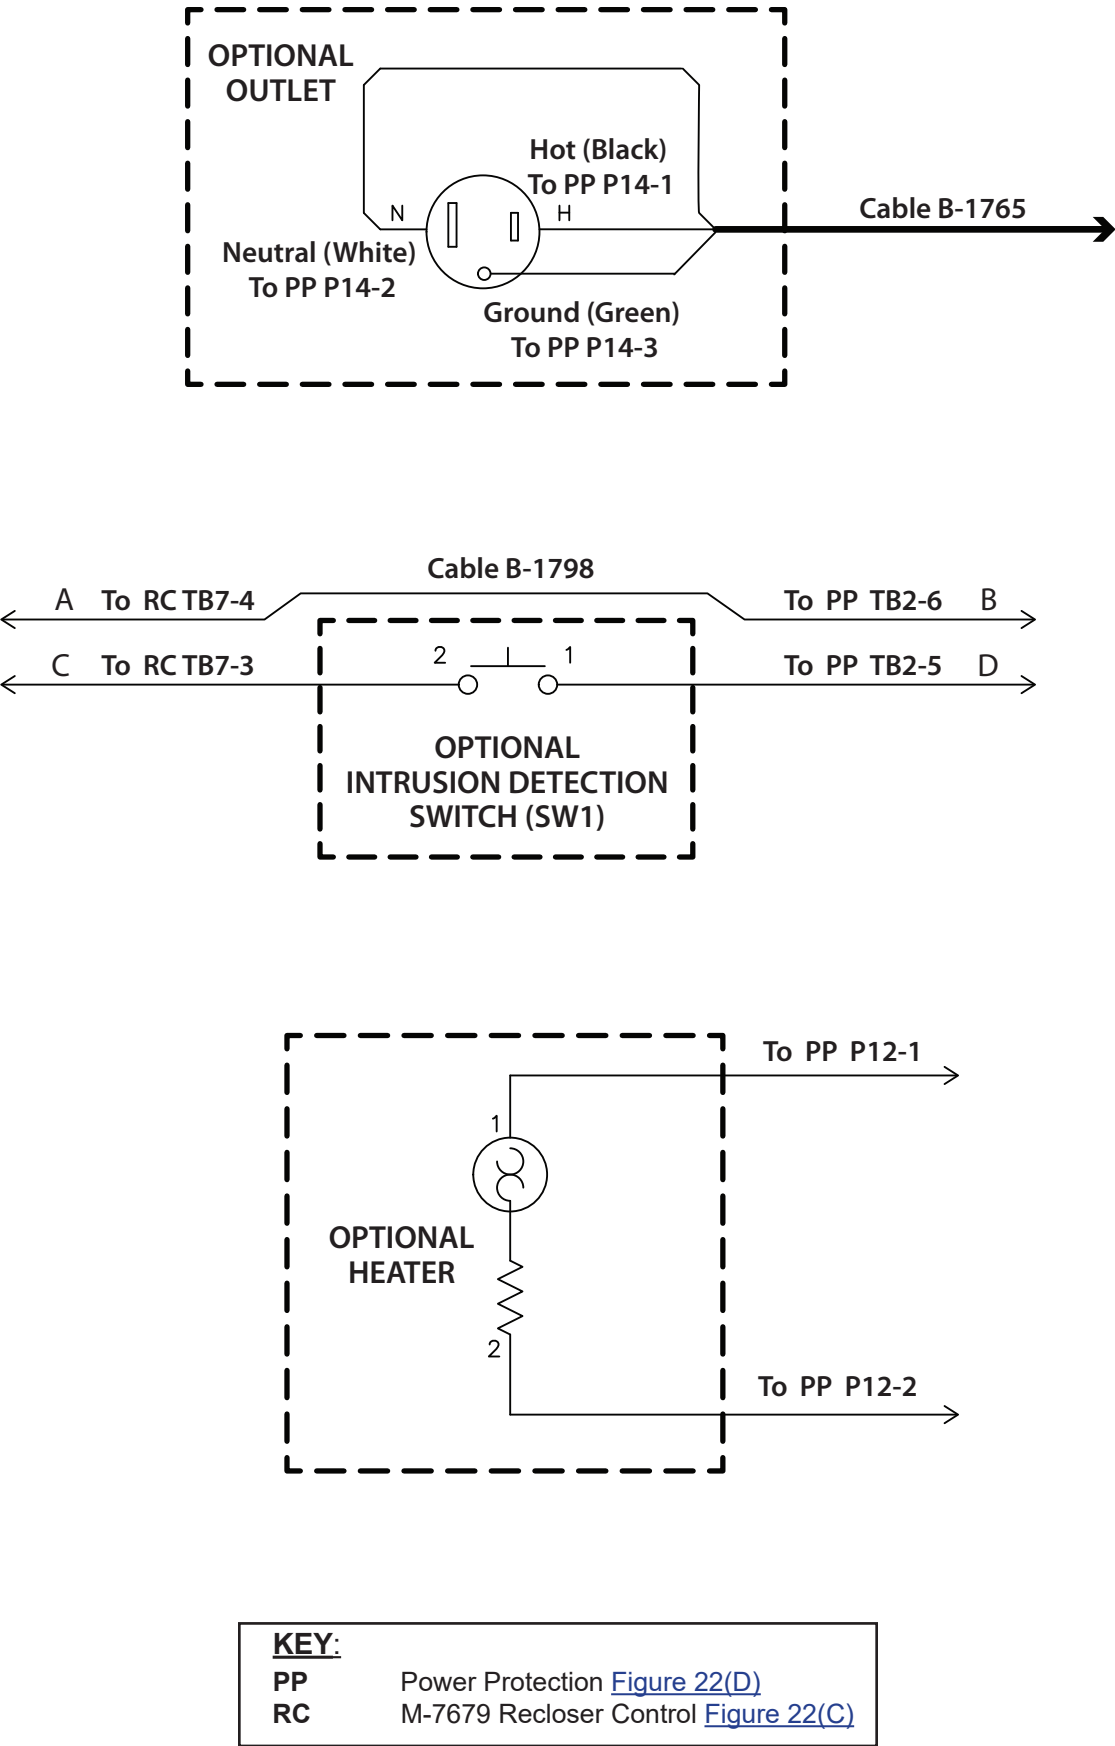 OPTIONAL
OUTLET
Hot (Black)
To PP P14-1
N
H
Cable B-1765
Neutral (White)
To PP P14-2
Ground (Green)
To PP P14-3
Cable B-1798
A To RC TB7-4
To PP TB2-6 B
C To RC TB7-3
2
1
To PP TB2-5 D
OPTIONAL
INTRUSION DETECTION
SWITCH (SW1)
To PP P12-1
1
OPTIONAL
HEATER
2
To PP P12-2
KEY:
PP Power Protection Figure 22(D)
RC M-7679 Recloser Control Figure 22(C)